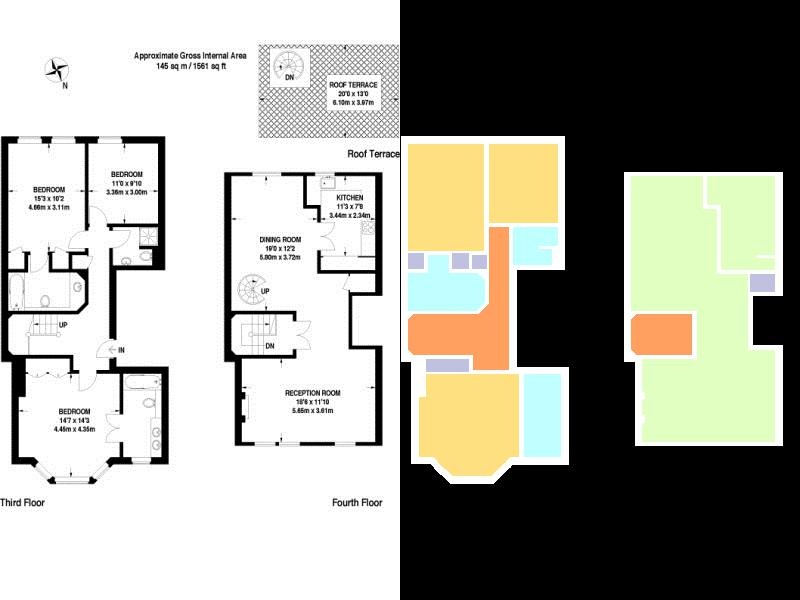 Approximate Gross Internal Area
145 sq m / 1561 sq ft
N
DN
ROOF TERRACE
20'0 x 13'0
6.10m x 3.97m
Roof Terrace
BEDROOM
15'3 x 10'2
4.66m x 3.11m
BEDROOM
11'0 x 9'10
3.36m x 3.00m
UP
IN
BEDROOM
14'7 x 14'3
4.45m x 4.35m
Third Floor
KITCHEN
11'3 x 7'8
3.44m x 2.34m
DINING ROOM
19'0 x 12'2
5.80m x 3.72m
UP
DN
RECEPTION ROOM
18'6 x 11'10
5.65m x 3.61m
Fourth Floor